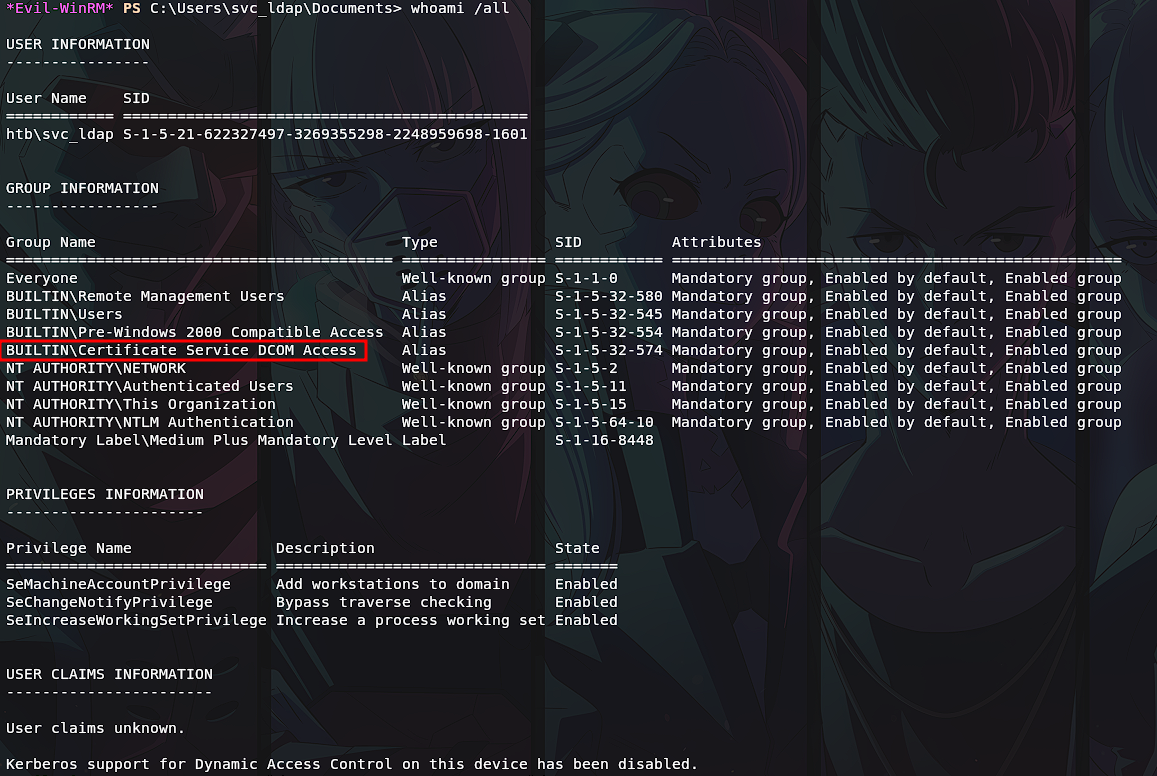 *Evil-WinRM* PS C:\Users\svc_ldap\Documents> whoami /all
USER INFORMATION
----------------
User Name    SID
============ =============================================
htb\svc_ldap S-1-5-21-622327497-3269355298-2248959698-1601
GROUP INFORMATION
-----------------
Group Name                                  Type             SID          Attributes
=========================================== ================ ============ ==================================================
Everyone                                    Well-known group S-1-1-0      Mandatory group, Enabled by default, Enabled group
BUILTIN\Remote Management Users             Alias            S-1-5-32-580 Mandatory group, Enabled by default, Enabled group
BUILTIN\Users                               Alias            S-1-5-32-545 Mandatory group, Enabled by default, Enabled group
BUILTIN\Pre-Windows 2000 Compatible Access  Alias            S-1-5-32-554 Mandatory group, Enabled by default, Enabled group
BUILTIN\Certificate Service DCOM Access     Alias            S-1-5-32-574 Mandatory group, Enabled by default, Enabled group
NT AUTHORITY\NETWORK                        Well-known group S-1-5-2      Mandatory group, Enabled by default, Enabled group
NT AUTHORITY\Authenticated Users            Well-known group S-1-5-11     Mandatory group, Enabled by default, Enabled group
NT AUTHORITY\This Organization              Well-known group S-1-5-15     Mandatory group, Enabled by default, Enabled group
NT AUTHORITY\NTLM Authentication            Well-known group S-1-5-64-10  Mandatory group, Enabled by default, Enabled group
Mandatory Label\Medium Plus Mandatory Level Label            S-1-16-8448
PRIVILEGES INFORMATION
----------------------
Privilege Name                Description                    State
============================= ============================== =======
SeMachineAccountPrivilege     Add workstations to domain     Enabled
SeChangeNotifyPrivilege       Bypass traverse checking       Enabled
SeIncreaseWorkingSetPrivilege Increase a process working set Enabled
USER CLAIMS INFORMATION
-----------------------
User claims unknown.
Kerberos support for Dynamic Access Control on this device has been disabled.